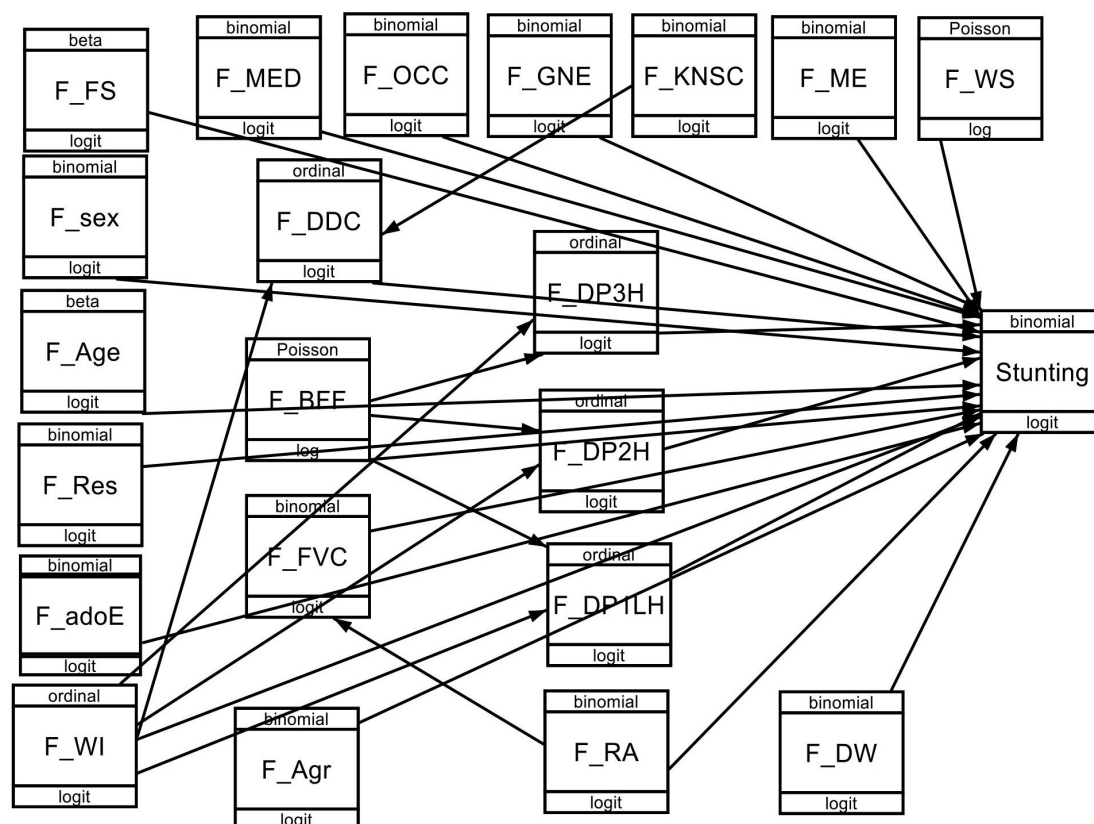 beta
F_FS
logit
binomial
F_MED
logit
binomial
F_OCC
logit
binomial
F_GNE
logit
binomial
F_KNSC
logit
binomial
F_ME
logit
Poisson
F_WS
log
binomial
F_sex
logit
ordinal
F_DDC
logit
ordinal
F_DP3H
logit
beta
F_Age
logit
Poisson
F_BFF
log
binomial
Stunting
logit
ordinal
F_DP2H
logit
binomial
F_Res
logit
binomial
F_FVC
logit
ordinal
F_DP1LH
logit
binomial
F_adoE
logit
ordinal
F_WI
logit
binomial
F_Agr
logit
binomial
F_RA
logit
binomial
F_DW
logit